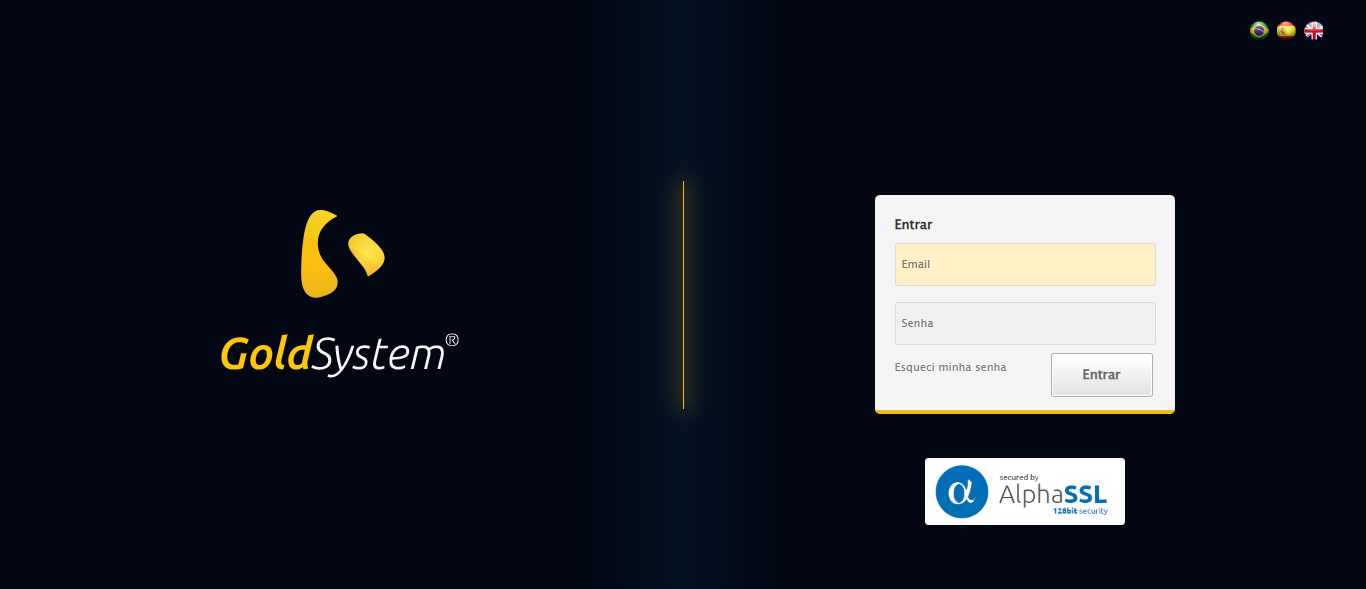 GoldSystem®
Entrar
Email
Senha
Esqueci minha senha
Entrar
α
secured by
AlphaSSL
128bit security